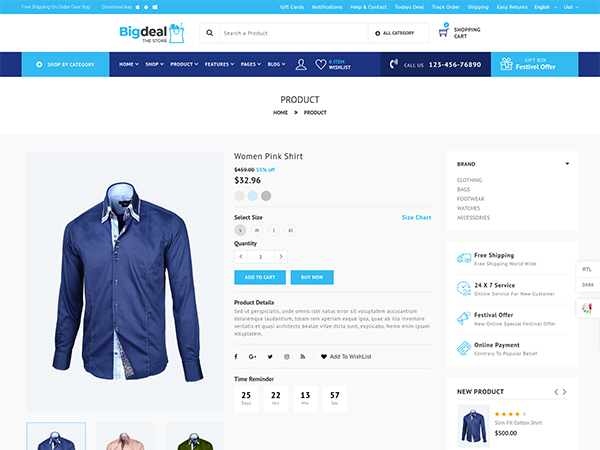 Free Shipping On Order Over $99 Download App Gift Cards Notifications Help & Contact Todays Deal Track Order Shipping Easy Returns English Usd
Bigdeal
THE STORE
Search a Product
ALL CATEGORY
0
SHOPPING
CART
SHOP BY CATEGORY
HOME SHOP PRODUCT FEATURES PAGES BLOG
0 ITEM
WISHLIST
CALL US 123-456-76890
GIFT BOX
Festivel Offer
PRODUCT
HOME » PRODUCT
Women Pink Shirt
$459.00 55% off
$32.96
Select Size Size Chart
S m l xl
Quantity
1
ADD TO CART BUY NOW
Product Details
Sed ut perspiciatis, unde omnis iste natus error sit voluptatem accusantium
doloremque laudantium, totam rem aperiam eaque ipsa, quae ab illo inventore
veritatis et quasi architecto beatae vitae dicta sunt, explicabo. Nemo enim ipsam
voluptatem,
Add To WishList
Time Reminder
25 22 13 57
Days Hrs Min Sec
BRAND
CLOTHING
BAGS
FOOTWEAR
WATCHES
ACCESSORIES
Free Shipping
Free Shipping World Wide
24 X 7 Service
Online Service For New Customer
Festival Offer
New Online Special Festival Offer
Online Payment
Contrary To Popular Belief.
RTL
DARK
NEW PRODUCT
Slim Fit Cotton Shirt
$500.00